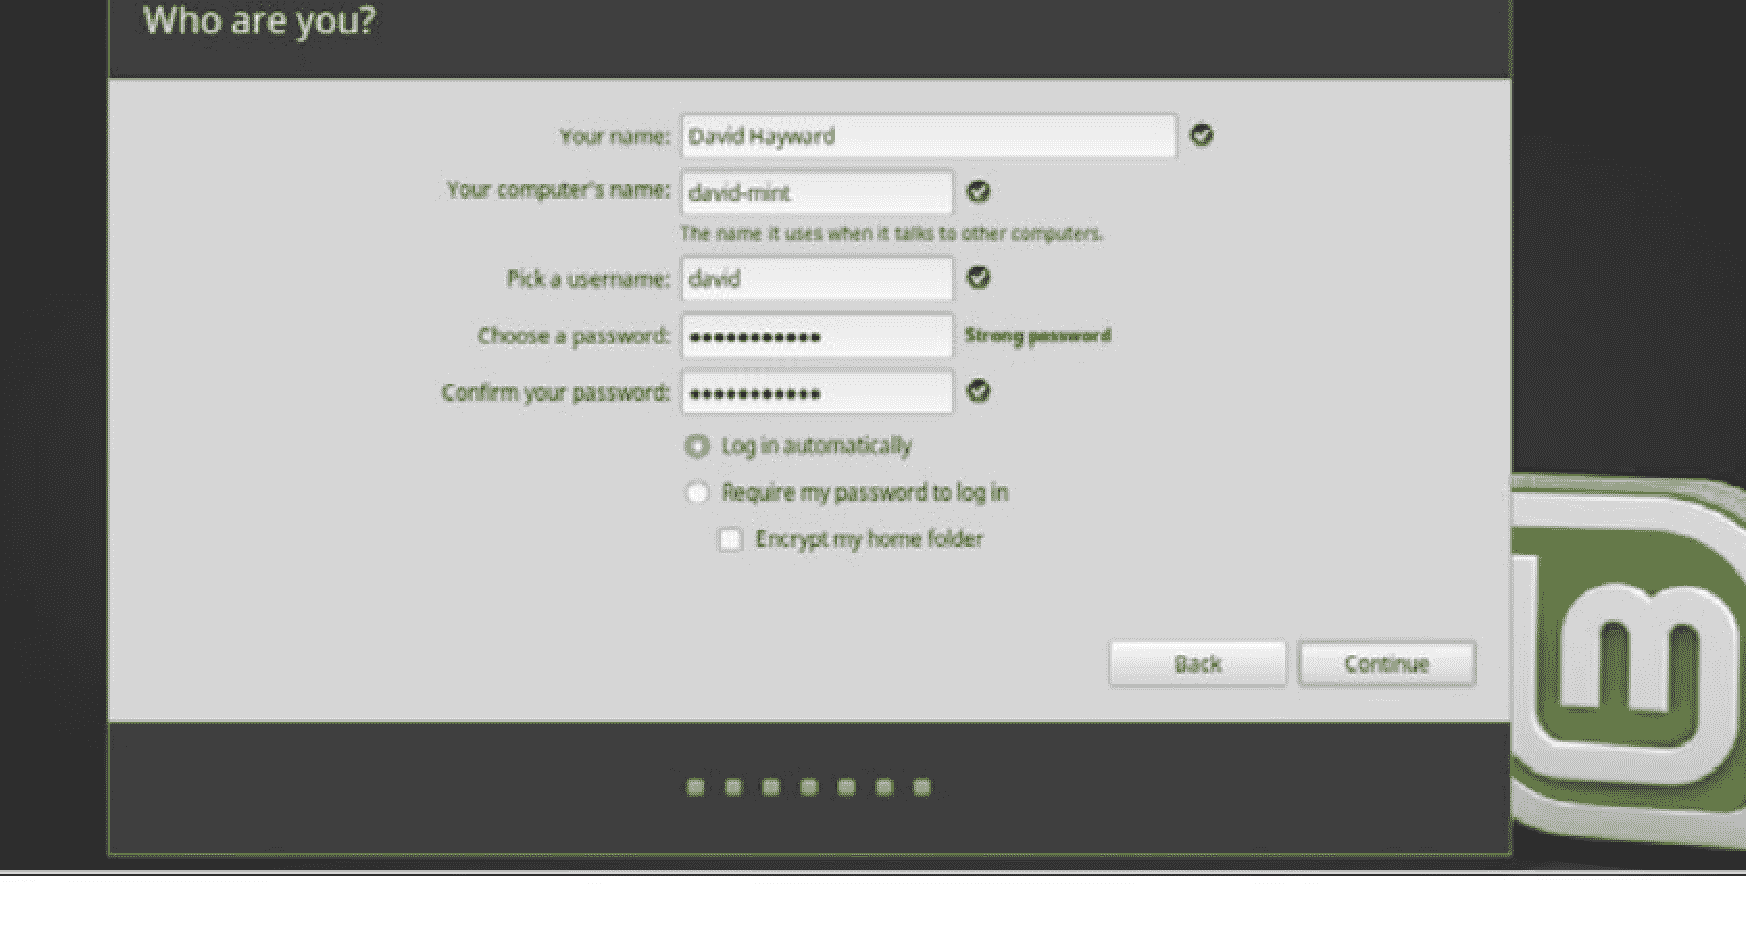 Who are you?
Your name: David Hayward
Your computer's name: david-mint
The name it uses when it talks to other computers.
Pick a username: david
Choose a password: ●●●●●●●●●●● Strong password
Confirm your password: ●●●●●●●●●●●
Log in automatically
Require my password to log in
Encrypt my home folder
Back Continue